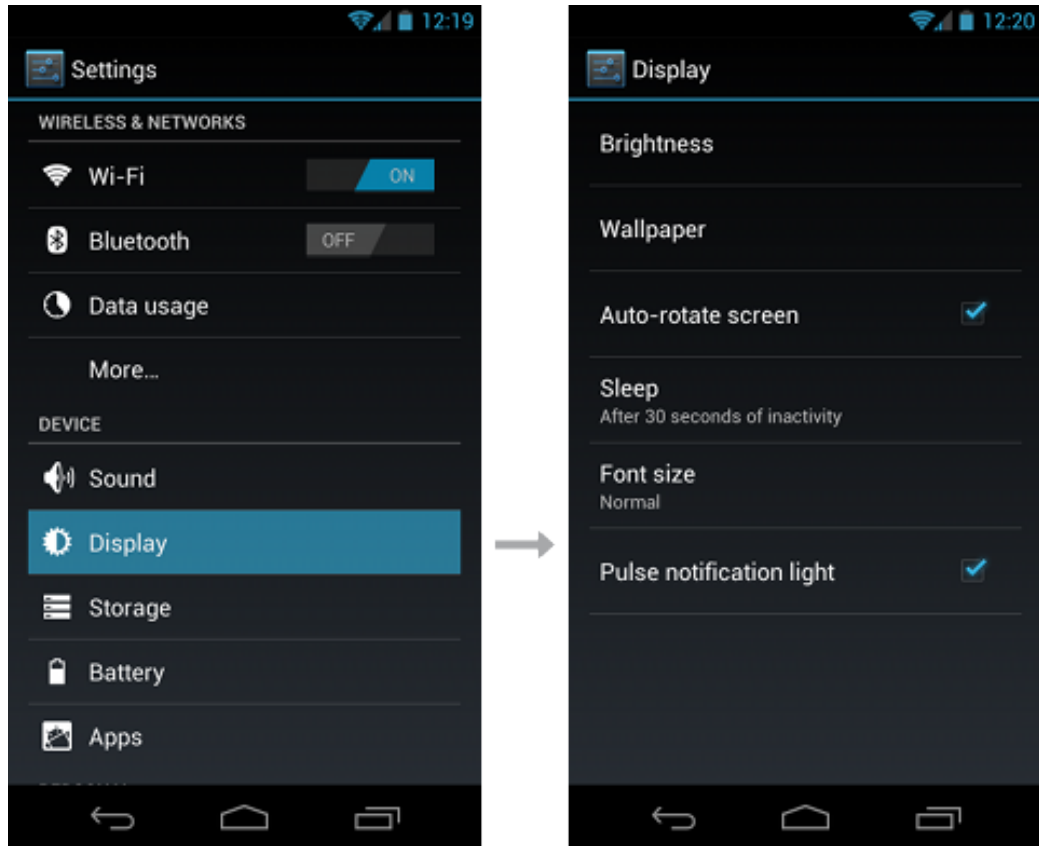 12:19
Settings
WIRELESS & NETWORKS
Wi-Fi ON
Bluetooth OFF
Data usage
More...
DEVICE
Sound
Display
Storage
Battery
Apps
12:20
Display
Brightness
Wallpaper
Auto-rotate screen
Sleep
After 30 seconds of inactivity
Font size
Normal
Pulse notification light